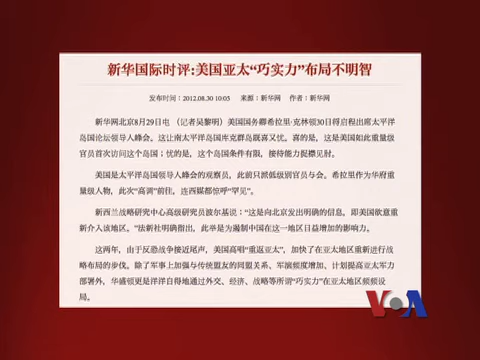 新华国际时评:美国亚太“巧实力”布局不明智
发布时间：2012.08.30 10:05 来源：新华网 作者：新华网
新华网北京8月29日电（记者吴黎明）美国国务卿希拉里·克林顿30日将启程出席太平洋
岛国论坛领导人峰会。这让南太平洋岛国库克群岛既喜又忧。喜的是，这是美国如此重量级
官员首次访问这个岛国；忧的是，这个岛国条件有限，接待能力捉襟见肘。
美国是太平洋岛国领导人峰会的观察员，此前只派低级别官员与会。希拉里作为华府重
量级人物，此次“高调”前往，连西媒都惊呼“罕见”。
新西兰战略研究中心高级研究员波尔基说：“这是向北京发出明确的信息，即美国欲意重
新介入该地区。”法新社明确指出，此举是为遏制中国在这一地区日益增加的影响力。
这两年，由于反恐战争接近尾声，美国高唱“重返亚太”，加快了在亚太地区重新进行战
略布局的步伐。除了军事上加强与传统盟友的同盟关系、军演频度增加、计划提高亚太军力
部署外，华盛顿更是洋洋自得地通过外交、经济、战略等所谓“巧实力”在亚太地区频频设
局。
VOA